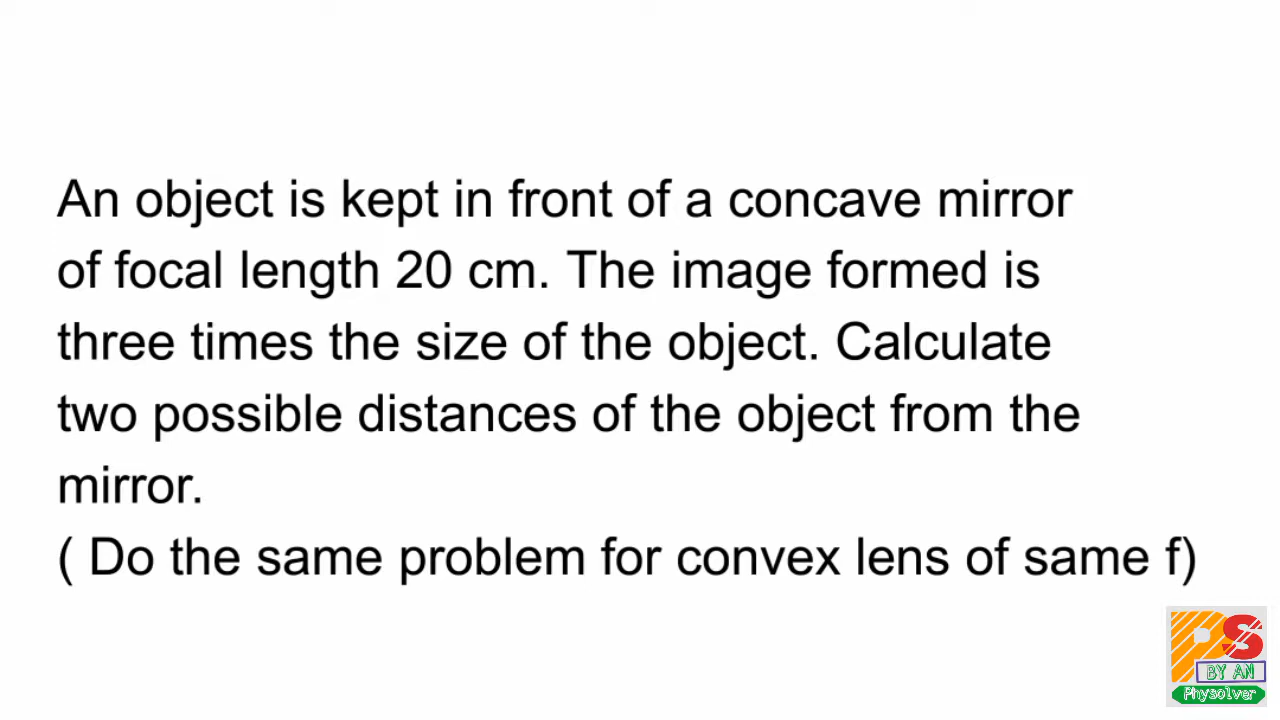 An object is kept in front of a concave mirror
of focal length 20 cm. The image formed is
three times the size of the object. Calculate
two possible distances of the object from the
mirror.
( Do the same problem for convex lens of same f)
PS
BY AN
Physolver